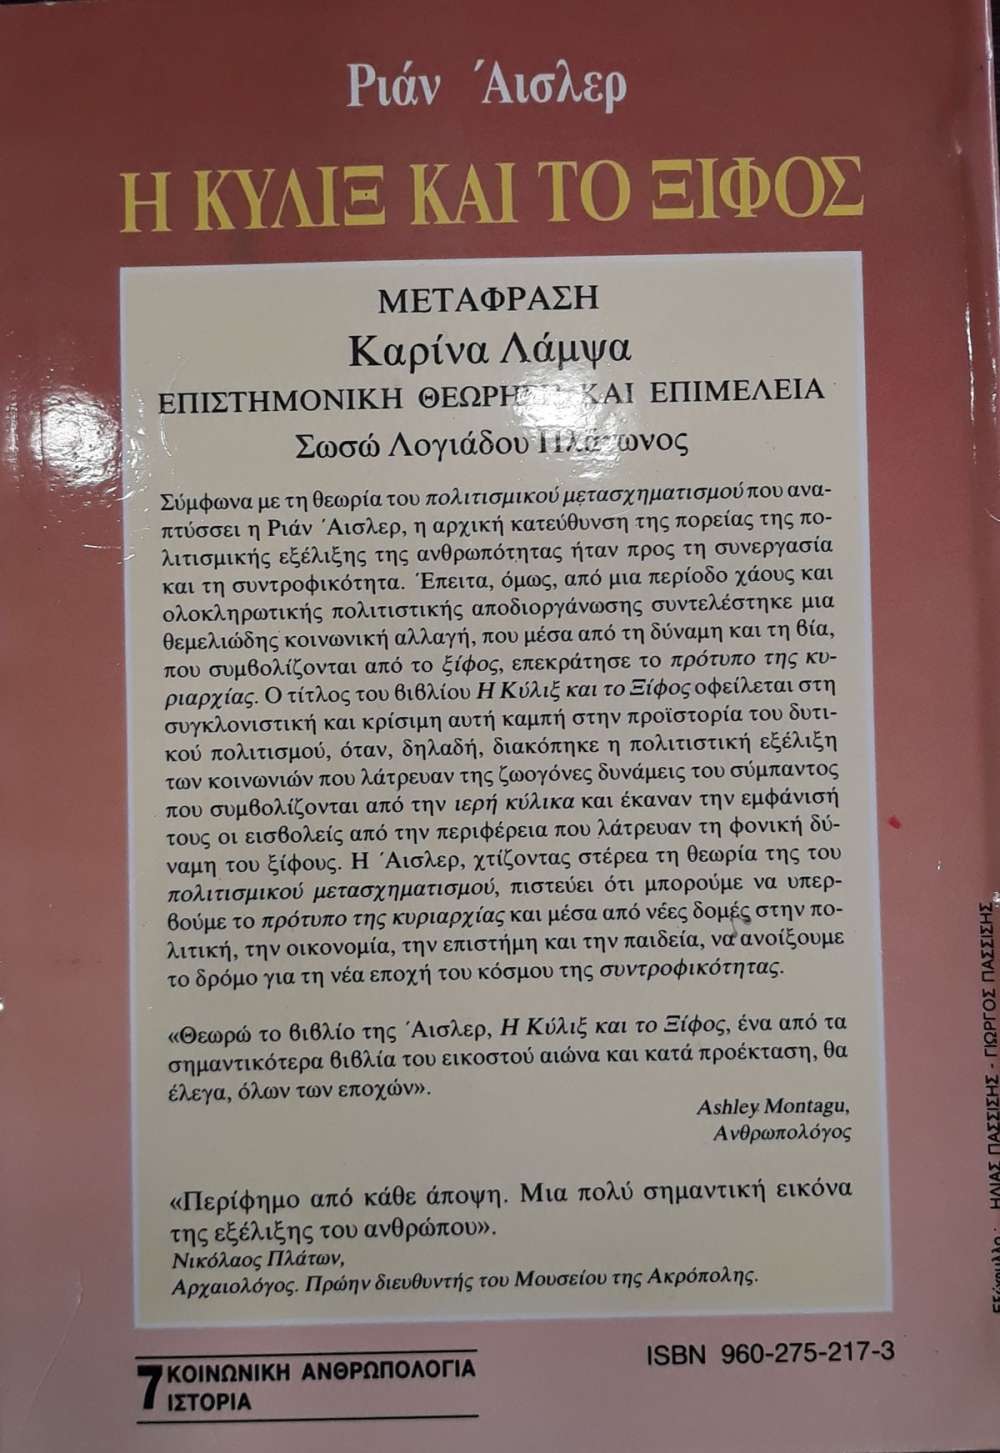 Ριάν Άισλερ
Η ΚΥΛΙΞ ΚΑΙ ΤΟ ΞΙΦΟΣ
ΜΕΤΑΦΡΑΣΗ
Καρίνα Λάμψα
ΕΠΙΣΤΗΜΟΝΙΚΗ ΘΕΩΡΗΣΗ ΚΑΙ ΕΠΙΜΕΛΕΙΑ
Σωσώ Λογιάδου Πλάτωνος
Σύμφωνα με τη θεωρία του πολιτισμικού μετασχηματισμού που ανα-
πτύσσει η Ριάν Άισλερ, η αρχική κατεύθυνση της πορείας της πο-
λιτισμικής εξέλιξης της ανθρωπότητας ήταν προς τη συνεργασία
και τη συντροφικότητα. Έπειτα, όμως, από μια περίοδο χάους και
ολοκληρωτικής πολιτιστικής αποδιοργάνωσης συντελέστηκε μια
θεμελιώδης κοινωνική αλλαγή, που μέσα από τη δύναμη και τη βία,
που συμβολίζονται από το ξίφος, επεκράτησε το πρότυπο της κυ-
ριαρχίας. Ο τίτλος του βιβλίου Η Κύλιξ και το Ξίφος οφείλεται στη
συγκλονιστική και κρίσιμη αυτή καμπή στην προϊστορία του δυτι-
κού πολιτισμού, όταν, δηλαδή, διακόπηκε η πολιτιστική εξέλιξη
των κοινωνιών που λάτρευαν της ζωογόνες δυνάμεις του σύμπαντος
που συμβολίζονται από την ιερή κύλικα και έκαναν την εμφάνισή
τους οι εισβολείς από την περιφέρεια που λάτρευαν τη φονική δύ-
ναμη του ξίφους. Η Άισλερ, χτίζοντας στέρεα τη θεωρία της του
πολιτισμικού μετασχηματισμού, πιστεύει ότι μπορούμε να υπερ-
βούμε το πρότυπο της κυριαρχίας και μέσα από νέες δομές στην πο-
λιτική, την οικονομία, την επιστήμη και την παιδεία, να ανοίξουμε
το δρόμο για τη νέα εποχή του κόσμου της συντροφικότητας.
«Θεωρώ το βιβλίο της Άισλερ, Η Κύλιξ και το Ξίφος, ένα από τα
σημαντικότερα βιβλία του εικοστού αιώνα και κατά προέκταση, θα
έλεγα, όλων των εποχών».
Ashley Montagu,
Ανθρωπολόγος
«Περίφημο από κάθε άποψη. Μια πολύ σημαντική εικόνα
της εξέλιξης του ανθρώπου».
Νικόλαος Πλάτων,
Αρχαιολόγος. Πρώην διευθυντής του Μουσείου της Ακρόπολης.
7 ΚΟΙΝΩΝΙΚΗ ΑΝΘΡΩΠΟΛΟΓΙΑ
ΙΣΤΟΡΙΑ
ISBN 960-275-217-3
ΗΛΙΑΣ ΠΑΣΣΙΣΗΣ - ΓΙΩΡΓΟΣ ΠΑΣΣΙΣΗΣ